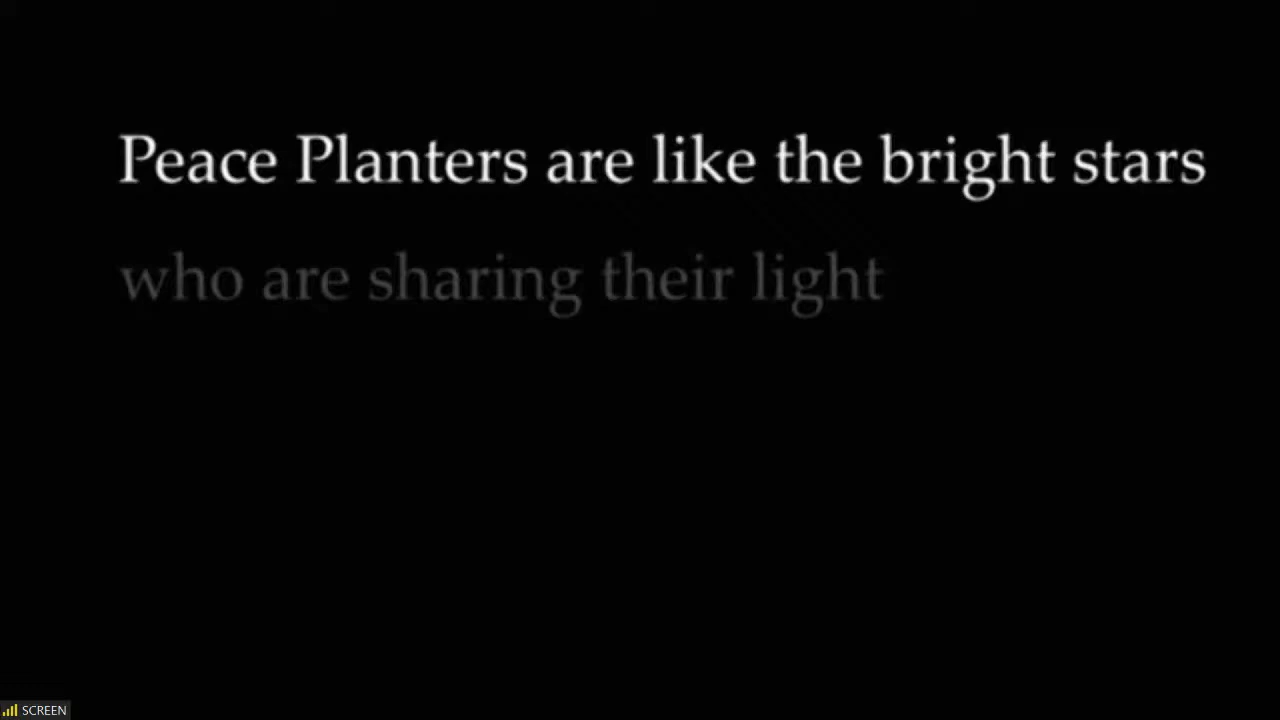 Peace Planters are like the bright stars
who are sharing their light
SCREEN